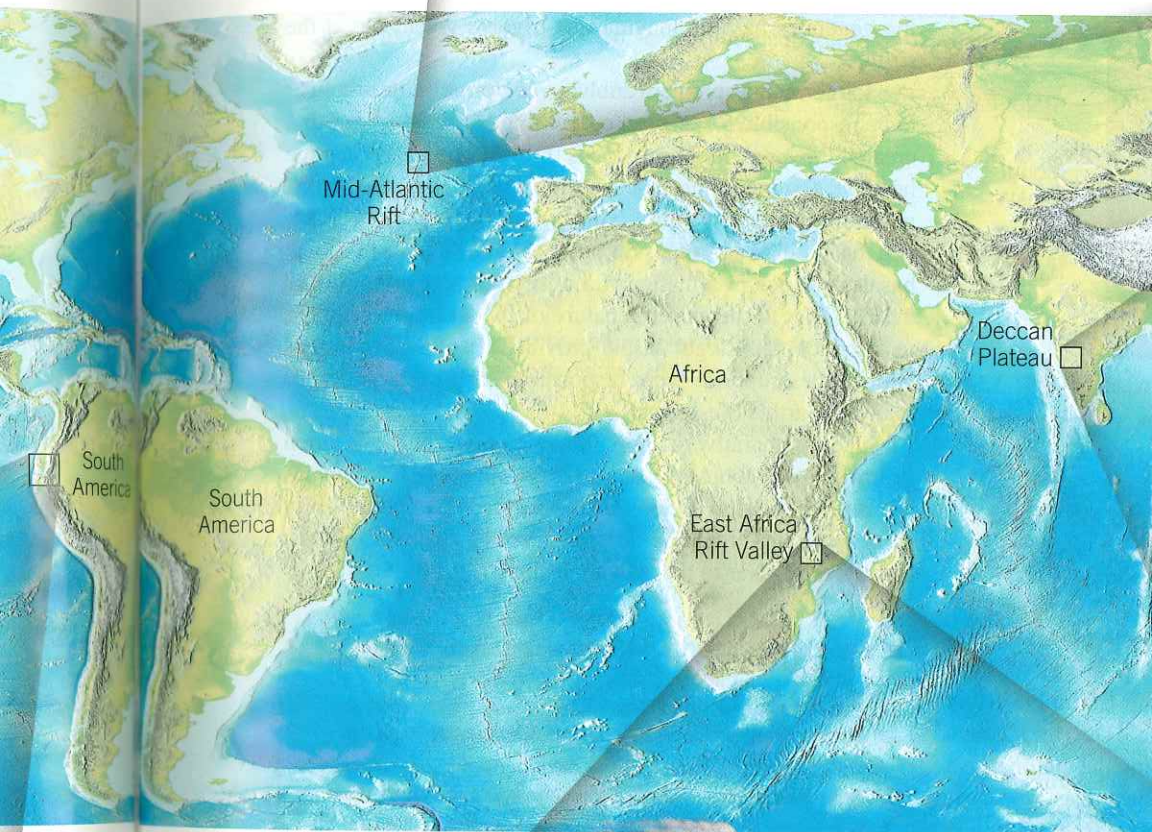 Mid-Atlantic
Rift
Deccan
Plateau
Africa
South
America
South
America
East Africa
Rift Valley